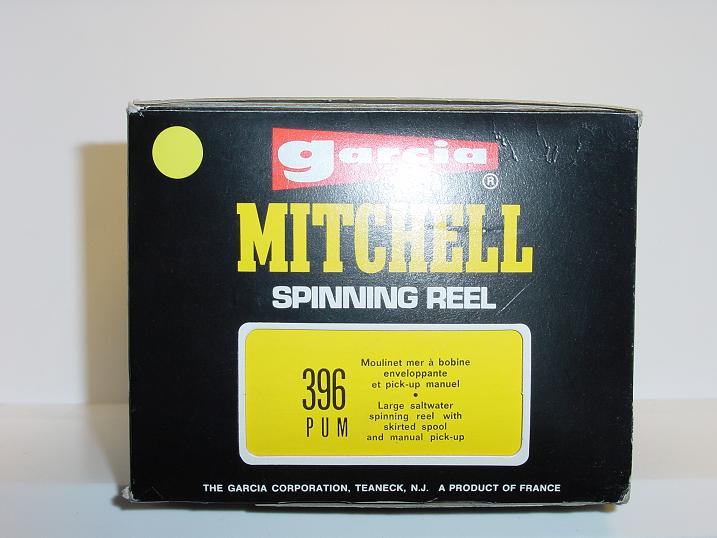 garcia
®
MITCHELL
SPINNING REEL
396
PUM
Moulinet mer à bobine
enveloppante
et pick-up manuel
•
Large saltwater
spinning reel with
skirted spool
and manual pick-up
THE GARCIA CORPORATION, TEANECK, N.J. A PRODUCT OF FRANCE